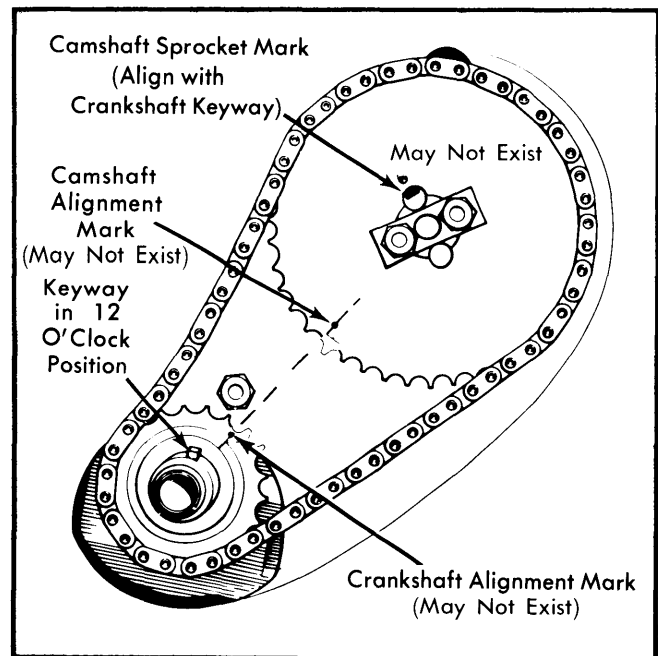 Camshaft Sprocket Mark
(Align with
Crankshaft Keyway)
May Not Exist
Camshaft
Alignment
Mark
(May Not Exist)
Keyway
in 12
O'Clock
Position
Crankshaft Alignment Mark
(May Not Exist)